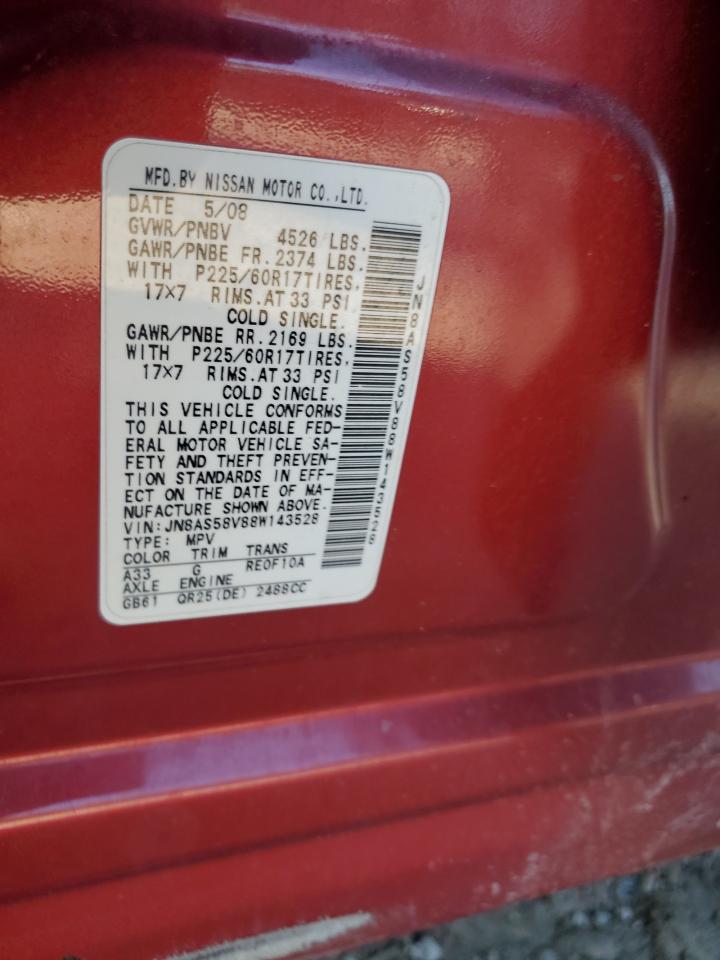 MFD.BY NISSAN MOTOR CO.,LTD.
DATE 5/08
GVWR/PNBV 4526 LBS.
GAWR/PNBE FR. 2374 LBS.
WITH P225/60R17TIRES,
17×7 RIMS.AT 33 PSI
COLD SINGLE.
GAWR/PNBE RR. 2169 LBS.
WITH P225/60R17TIRES,
17×7 RIMS.AT 33 PSI
COLD SINGLE.
THIS VEHICLE CONFORMS
TO ALL APPLICABLE FED-
ERAL MOTOR VEHICLE SA-
FETY AND THEFT PREVEN-
TION STANDARDS IN EFF-
ECT ON THE DATE OF MA-
NUFACTURE SHOWN ABOVE.
VIN: JN8AS58V88W143528
TYPE: MPV
COLOR TRIM TRANS
A33 G RE0F10A
AXLE ENGINE
GB61 QR25(DE) 2488CC
JN8AS58V88W143528